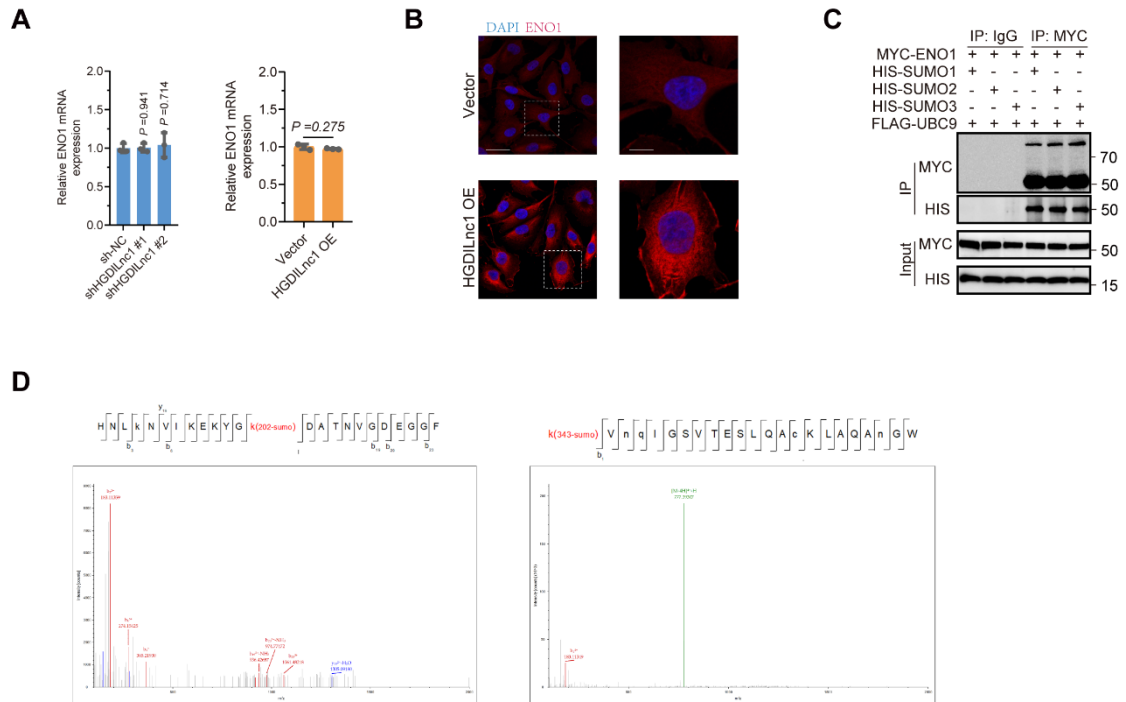 A
Relative ENO1 mRNA
expression
2.0
1.5
1.0
0.5
0.0
P =0.941
P =0.714
sh-NC
shHGDILnc1 #1
shHGDILnc1 #2
Relative ENO1 mRNA
expression
2.0
1.5
1.0
0.5
0.0
P =0.275
Vector
HGDILnc1 OE
B
DAPI ENO1
Vector
HGDILnc1 OE
C
IP: IgG IP: MYC
MYC-ENO1 + + + + + +
HIS-SUMO1 + - - + - -
HIS-SUMO2 - + - - + -
HIS-SUMO3 - - + - - +
FLAG-UBC9 + + + + + +
IP
MYC
70
50
HIS
50
Input
MYC
50
HIS
15
D
H N L k N V I K E K Y G k(202-sumo) D A T N V G D E G G F
k(343-sumo) V n q I G S V T E S L Q A c K L A Q A n G W
m/z
m/z